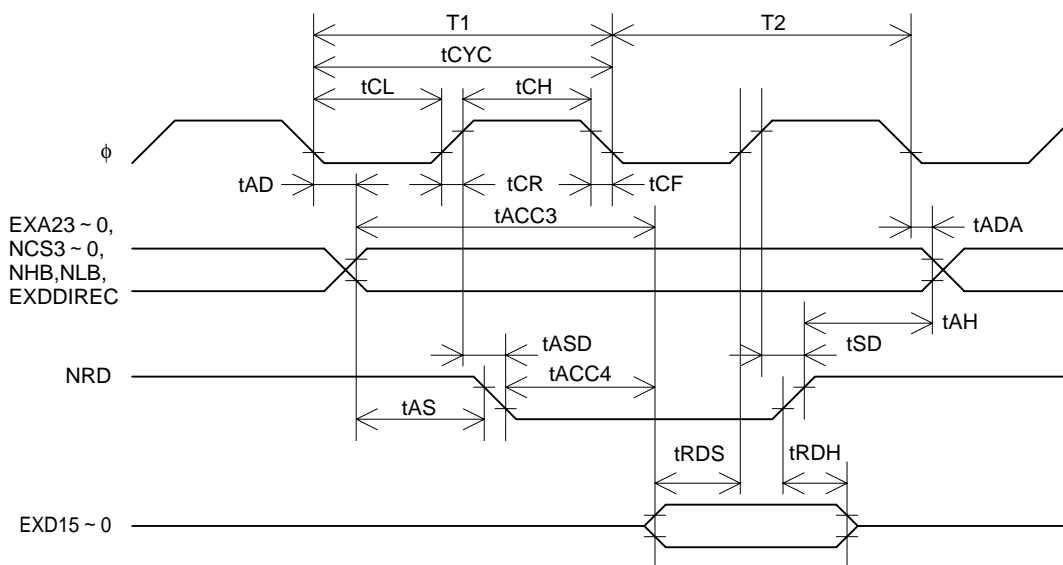 T1
T2
tCYC
tCL
tCH
ϕ
tAD
tCR
tCF
EXA23 ~ 0,
NCS3 ~ 0,
NHB,NLB,
EXDDIREC
tACC3
tADA
tAH
tASD
tSD
NRD
tACC4
tAS
tRDS
tRDH
EXD15 ~ 0